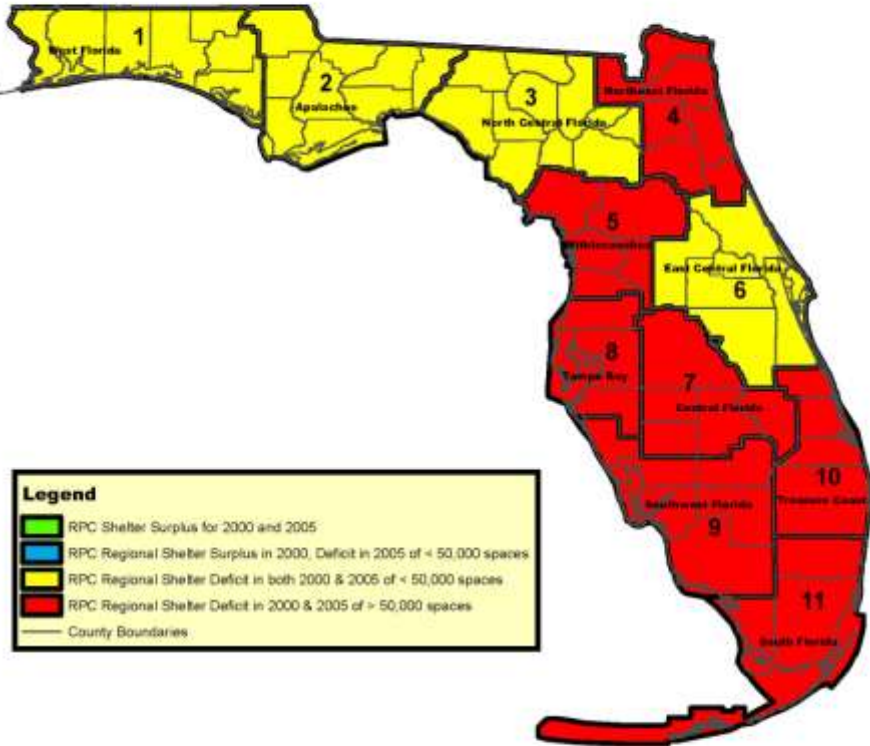 1
West Florida
2
Apalachee
3
North Central Florida
Northeast Florida
4
5
Withlacoochee
East Central Florida
6
8
Tampa Bay
7
Central Florida
10
Treasure Coast
Southwest Florida
9
11
South Florida
Legend
RPC Shelter Surplus for 2000 and 2005
RPC Regional Shelter Surplus in 2000, Deficit in 2005 of < 50,000 spaces
RPC Regional Shelter Deficit in both 2000 & 2005 of < 50,000 spaces
RPC Regional Shelter Deficit in 2000 & 2005 of > 50,000 spaces
County Boundaries